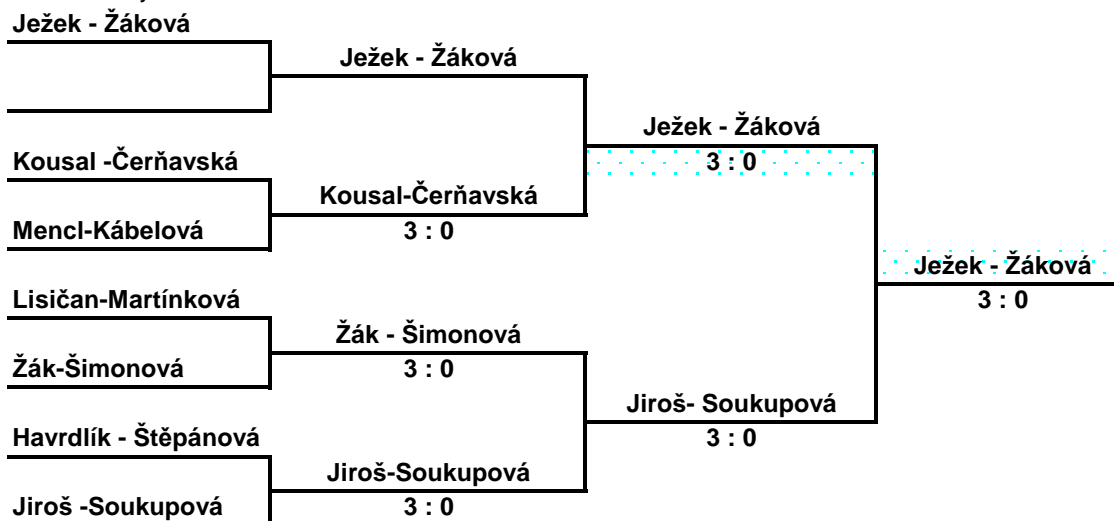 Ježek - Žáková
Ježek - Žáková
Ježek - Žáková
3 : 0
Kousal -Čerňavská
Kousal-Čerňavská
3 : 0
Mencl-Kábelová
Ježek - Žáková
3 : 0
Lisičan-Martínková
Žák - Šimonová
3 : 0
Žák-Šimonová
Jiroš- Soukupová
3 : 0
Havrdlík - Štěpánová
Jiroš-Soukupová
3 : 0
Jiroš -Soukupová